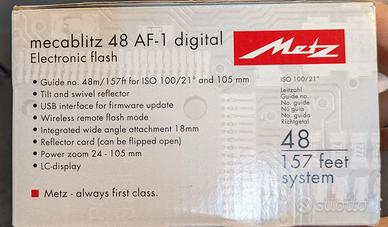 mecablitz 48 AF-1 digital
Electronic flash
Metz
• Guide no. 48m/157ft for ISO 100/21° and 105 mm
• Tilt and swivel reflector
• USB interface for firmware update
• Wireless remote flash mode
• Integrated wide angle attachment 18mm
• Reflector card (can be flipped open)
• Power zoom 24 - 105 mm
• LC-display
Metz - always first class.
ISO 100/21°
Leitzahl
Guide no.
No. guide
Nú guia
No. guida
Richtgetal
48
157 feet
system
subito